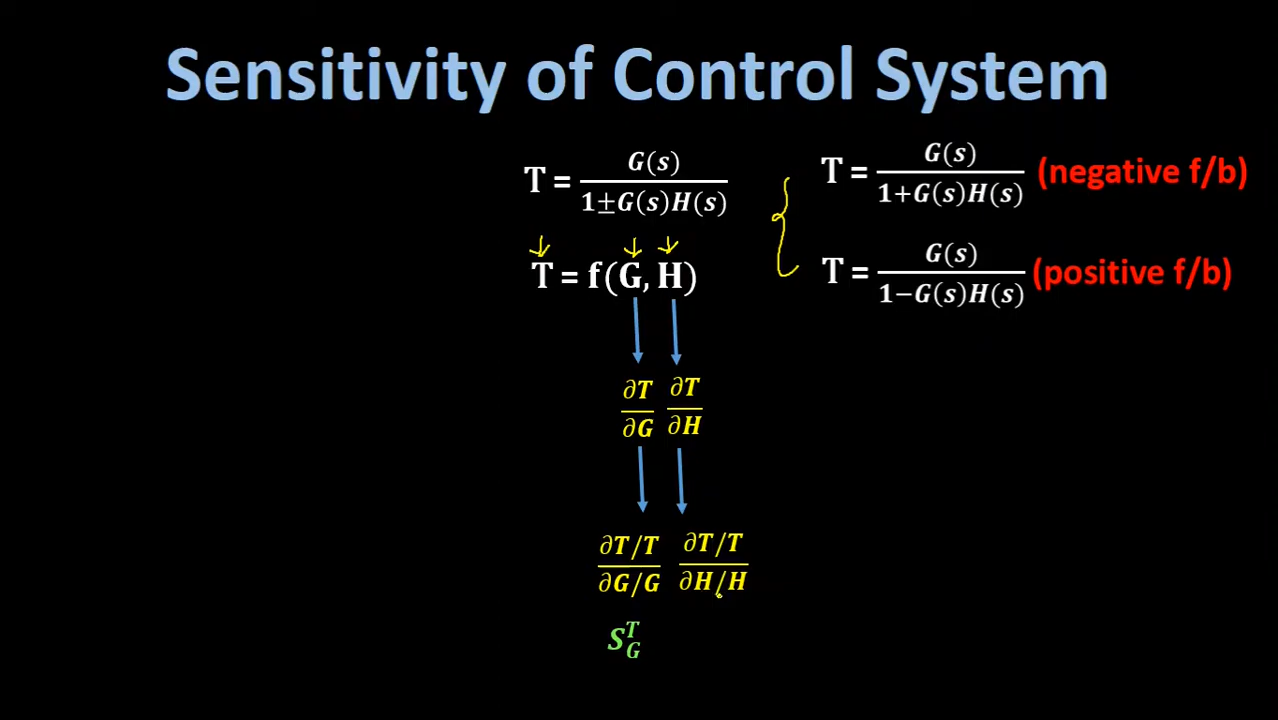 Sensitivity of Control System
T = G(s) / 1±G(s)H(s)
T = G(s) / 1+G(s)H(s) (negative f/b)
T = f(G, H)
T = G(s) / 1−G(s)H(s) (positive f/b)
∂T/∂G ∂T/∂H
∂T/T / ∂G/G ∂T/T / ∂H/H
S_G^T